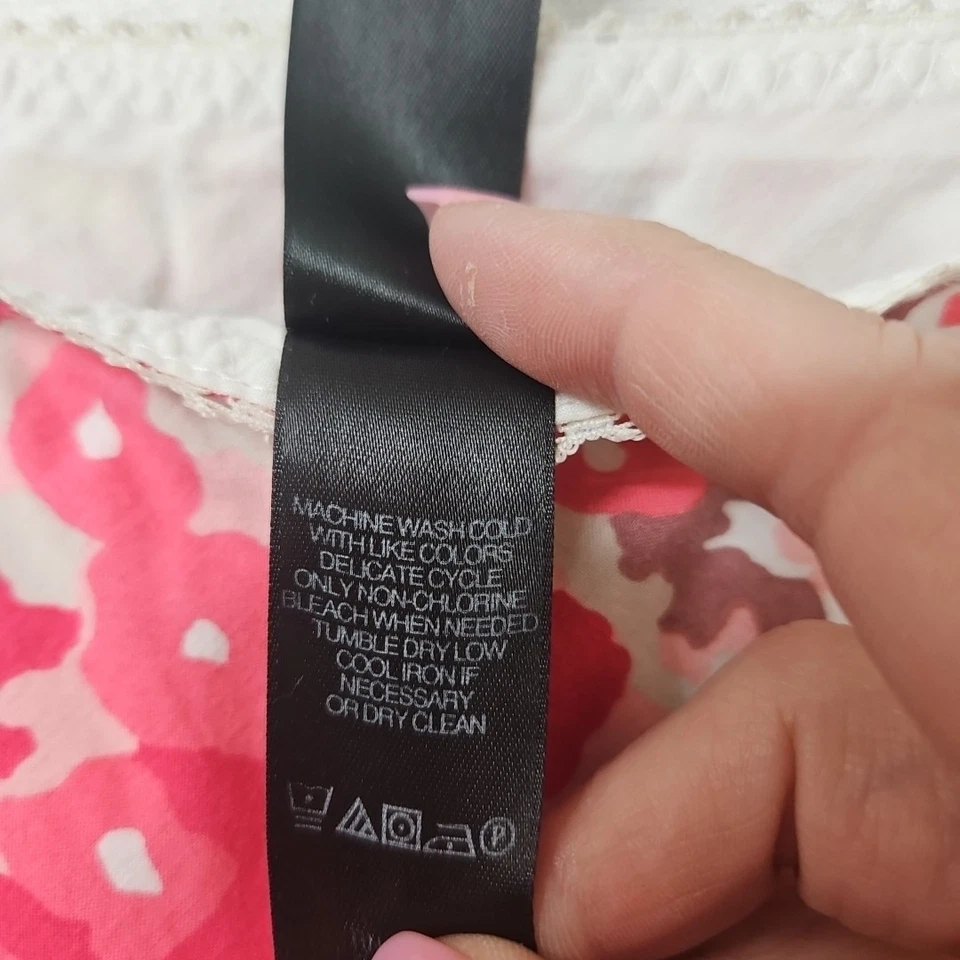 MACHINE WASH COLD
WITH LIKE COLORS
DELICATE CYCLE
ONLY NON-CHLORINE
BLEACH WHEN NEEDED
TUMBLE DRY LOW
COOL IRON IF
NECESSARY
OR DRY CLEAN
P